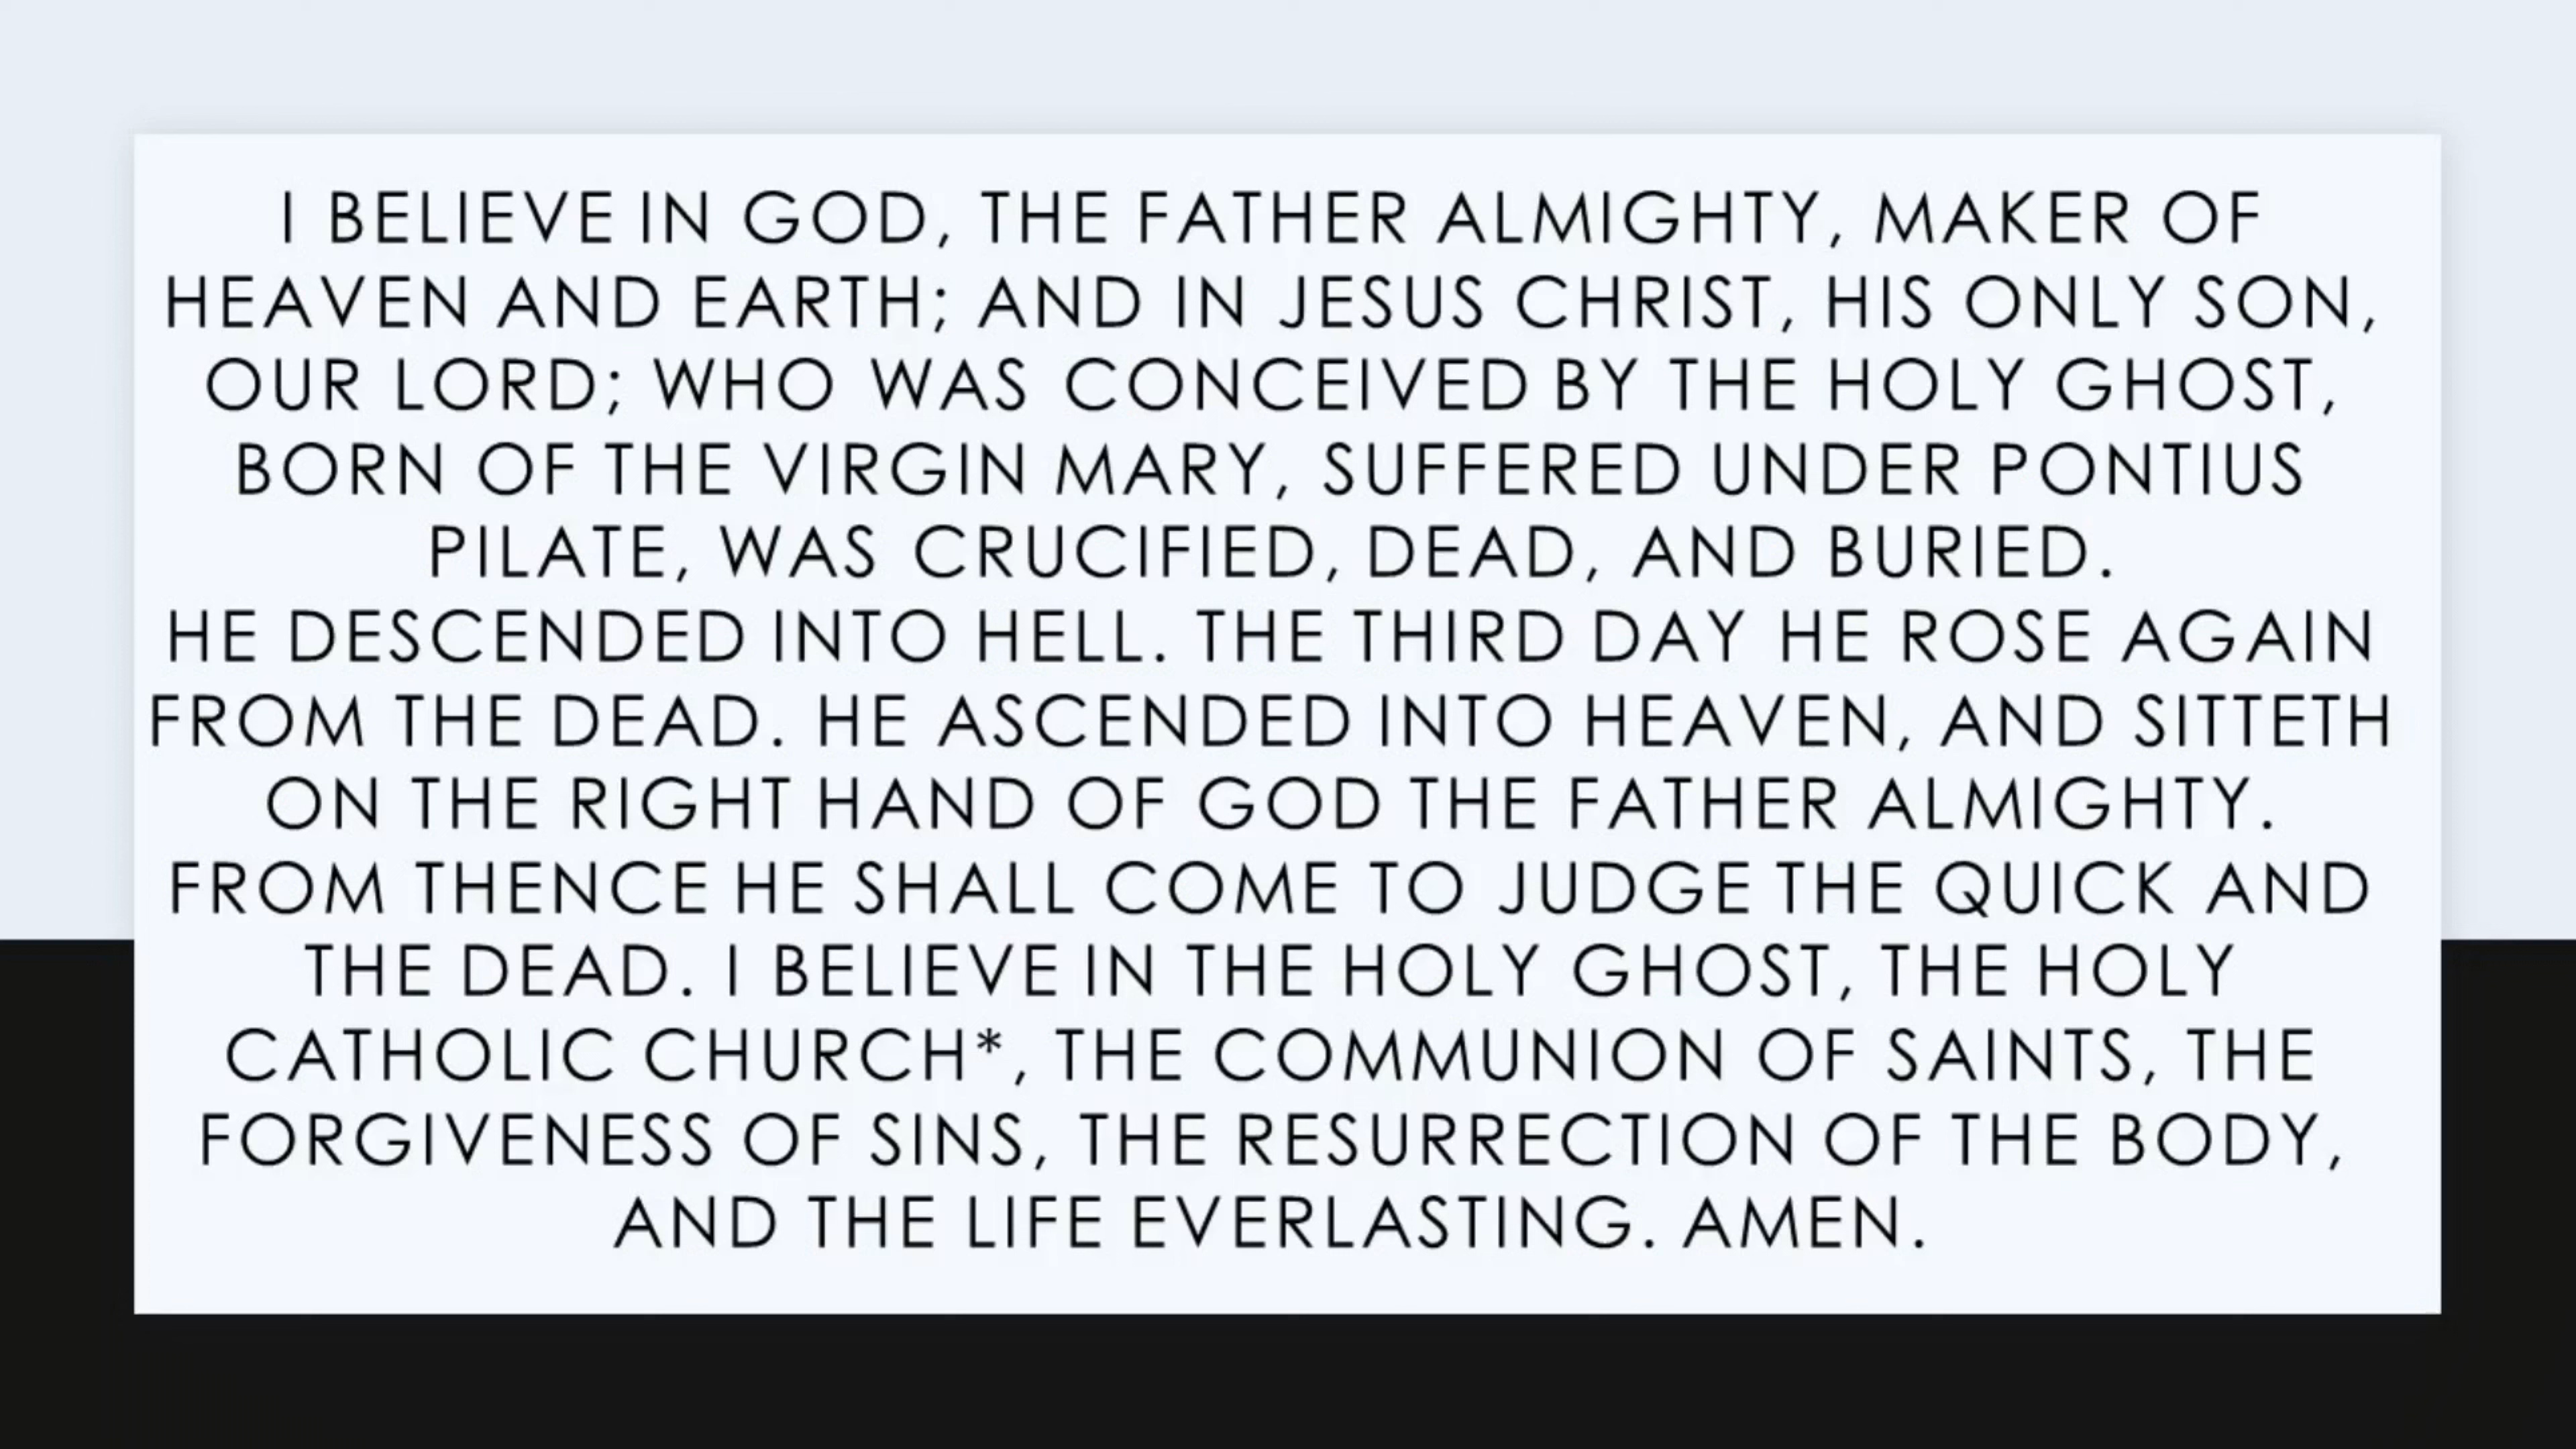 I BELIEVE IN GOD, THE FATHER ALMIGHTY, MAKER OF
HEAVEN AND EARTH; AND IN JESUS CHRIST, HIS ONLY SON,
OUR LORD; WHO WAS CONCEIVED BY THE HOLY GHOST,
BORN OF THE VIRGIN MARY, SUFFERED UNDER PONTIUS
PILATE, WAS CRUCIFIED, DEAD, AND BURIED.
HE DESCENDED INTO HELL. THE THIRD DAY HE ROSE AGAIN
FROM THE DEAD. HE ASCENDED INTO HEAVEN, AND SITTETH
ON THE RIGHT HAND OF GOD THE FATHER ALMIGHTY.
FROM THENCE HE SHALL COME TO JUDGE THE QUICK AND
THE DEAD. I BELIEVE IN THE HOLY GHOST, THE HOLY
CATHOLIC CHURCH*, THE COMMUNION OF SAINTS, THE
FORGIVENESS OF SINS, THE RESURRECTION OF THE BODY,
AND THE LIFE EVERLASTING. AMEN.